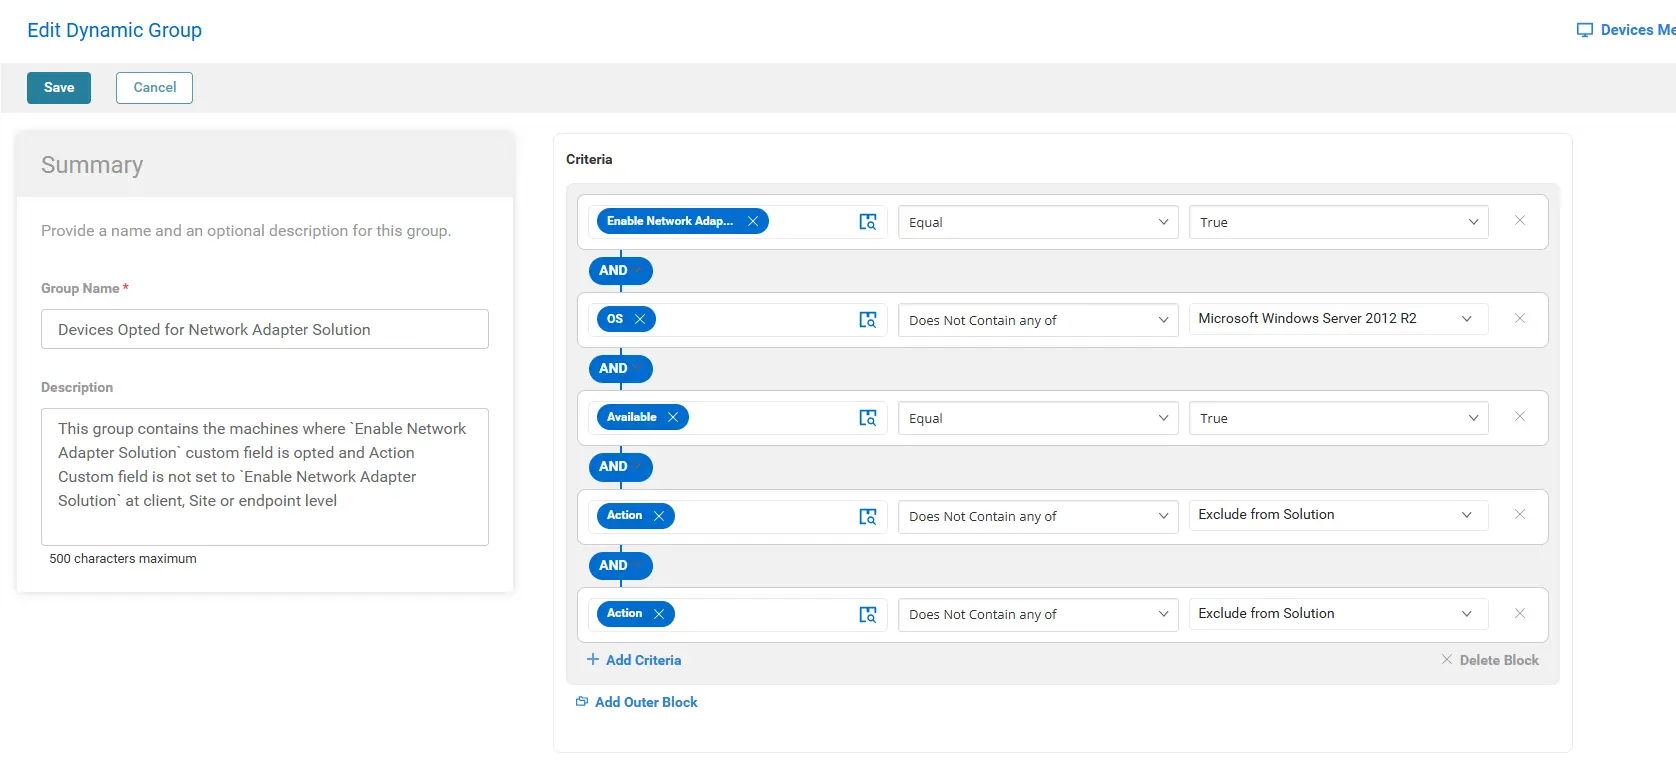 Edit Dynamic Group
Devices Me
Save
Cancel
Summary
Provide a name and an optional description for this group.
Group Name *
Devices Opted for Network Adapter Solution
Description
This group contains the machines where `Enable Network
Adapter Solution` custom field is opted and Action
Custom field is not set to `Enable Network Adapter
Solution` at client, Site or endpoint level
500 characters maximum
Criteria
Enable Network Adap... Equal True
AND
OS Does Not Contain any of Microsoft Windows Server 2012 R2
AND
Available Equal True
AND
Action Does Not Contain any of Exclude from Solution
AND
Action Does Not Contain any of Exclude from Solution
Add Criteria
Delete Block
Add Outer Block